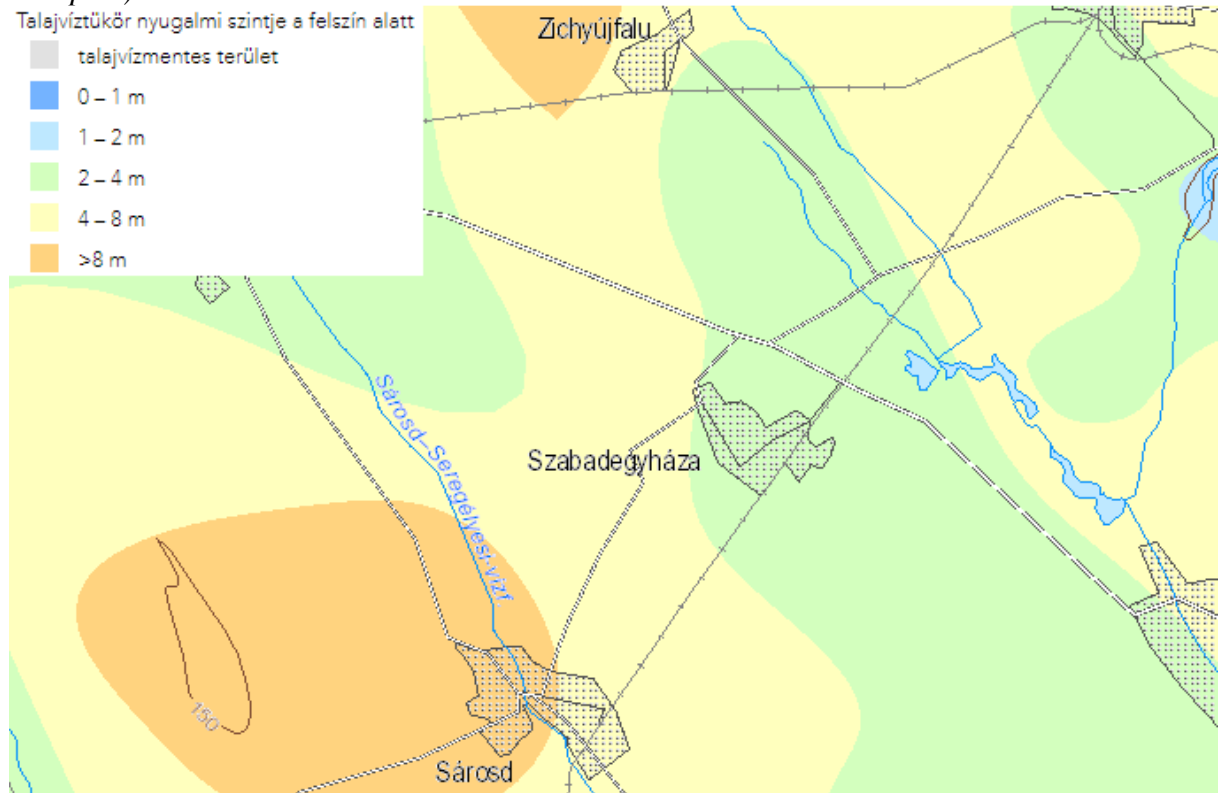 Talajvíztükör nyugalmi szintje a felszín alatt
talajvízmentes terület
0 – 1 m
1 – 2 m
2 – 4 m
4 – 8 m
>8 m
Zichyújfalu
Sárosd–Seregélyesi-vízf
Szabadegyháza
150
Sárosd